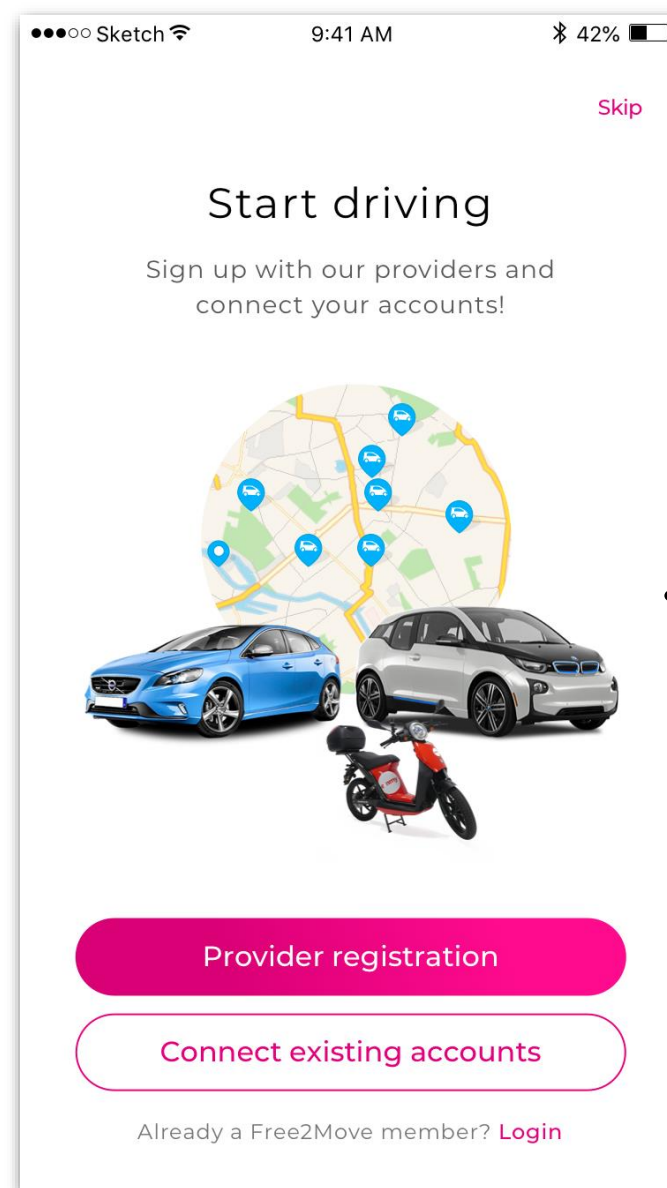 Sketch 9:41 AM 42%
Skip
Start driving
Sign up with our providers and
connect your accounts!
Provider registration
Connect existing accounts
Already a Free2Move member? Login